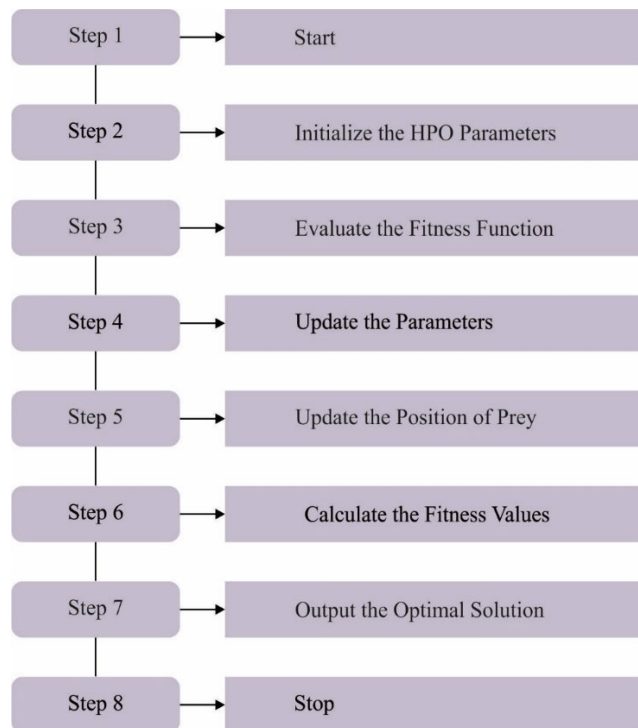 Step 1 Start
Step 2 Initialize the HPO Parameters
Step 3 Evaluate the Fitness Function
Step 4 Update the Parameters
Step 5 Update the Position of Prey
Step 6 Calculate the Fitness Values
Step 7 Output the Optimal Solution
Step 8 Stop